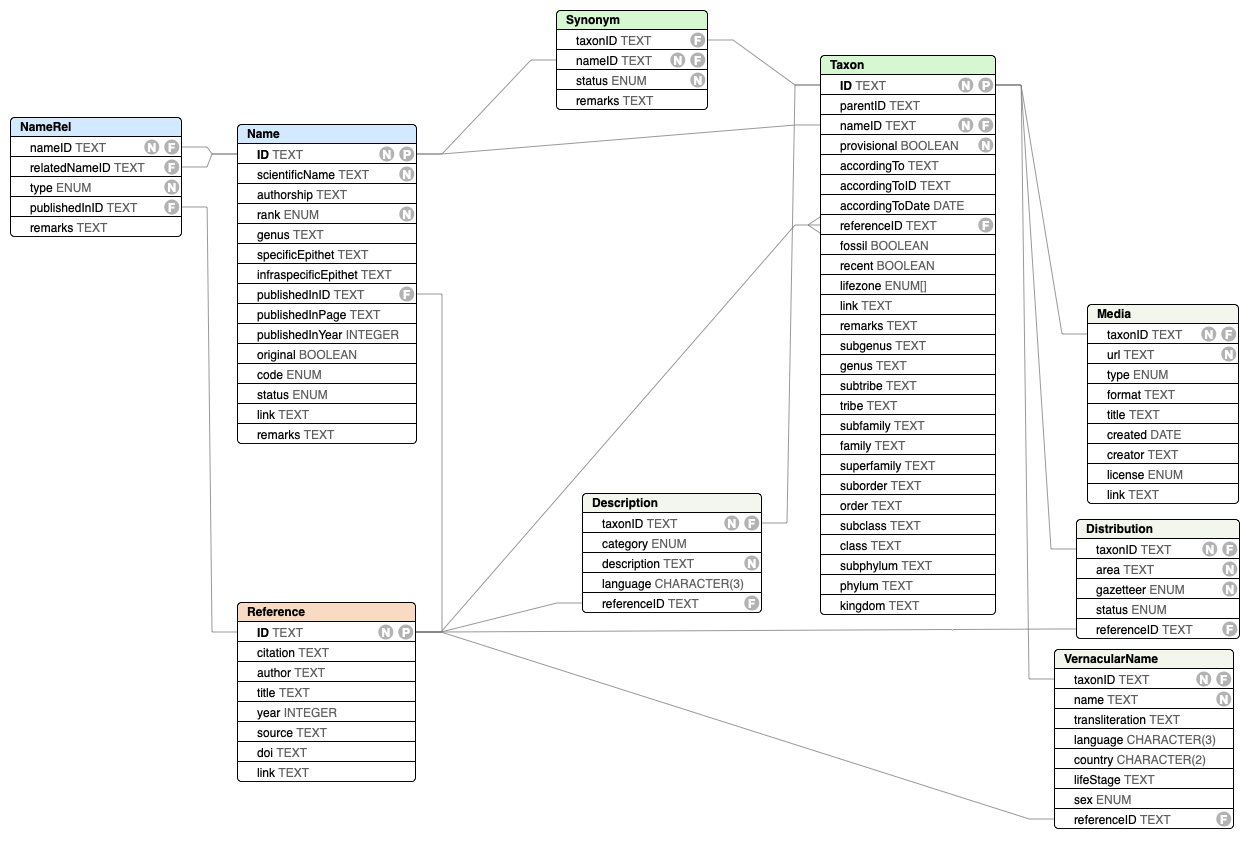 Synonym
taxonID TEXT F
nameID TEXT N F
status ENUM N
remarks TEXT
Taxon
ID TEXT N P
parentID TEXT
nameID TEXT N F
provisional BOOLEAN N
accordingTo TEXT
accordingToID TEXT
accordingToDate DATE
referenceID TEXT F
fossil BOOLEAN
recent BOOLEAN
lifezone ENUM[]
link TEXT
remarks TEXT
subgenus TEXT
genus TEXT
subtribe TEXT
tribe TEXT
subfamily TEXT
family TEXT
superfamily TEXT
suborder TEXT
order TEXT
subclass TEXT
class TEXT
subphylum TEXT
phylum TEXT
kingdom TEXT
NameRel
nameID TEXT N F
relatedNameID TEXT F
type ENUM N
publishedInID TEXT F
remarks TEXT
Name
ID TEXT N P
scientificName TEXT N
authorship TEXT
rank ENUM N
genus TEXT
specificEpithet TEXT
infraspecificEpithet TEXT
publishedInID TEXT F
publishedInPage TEXT
publishedInYear INTEGER
original BOOLEAN
code ENUM
status ENUM
link TEXT
remarks TEXT
Media
taxonID TEXT N F
url TEXT N
type ENUM
format TEXT
title TEXT
created DATE
creator TEXT
license ENUM
link TEXT
Description
taxonID TEXT N F
category ENUM
description TEXT N
language CHARACTER(3)
referenceID TEXT F
Distribution
taxonID TEXT N F
area TEXT N
gazetteer ENUM N
status ENUM
referenceID TEXT F
Reference
ID TEXT N P
citation TEXT
author TEXT
title TEXT
year INTEGER
source TEXT
doi TEXT
link TEXT
VernacularName
taxonID TEXT N F
name TEXT N
transliteration TEXT
language CHARACTER(3)
country CHARACTER(2)
lifeStage TEXT
sex ENUM
referenceID TEXT F